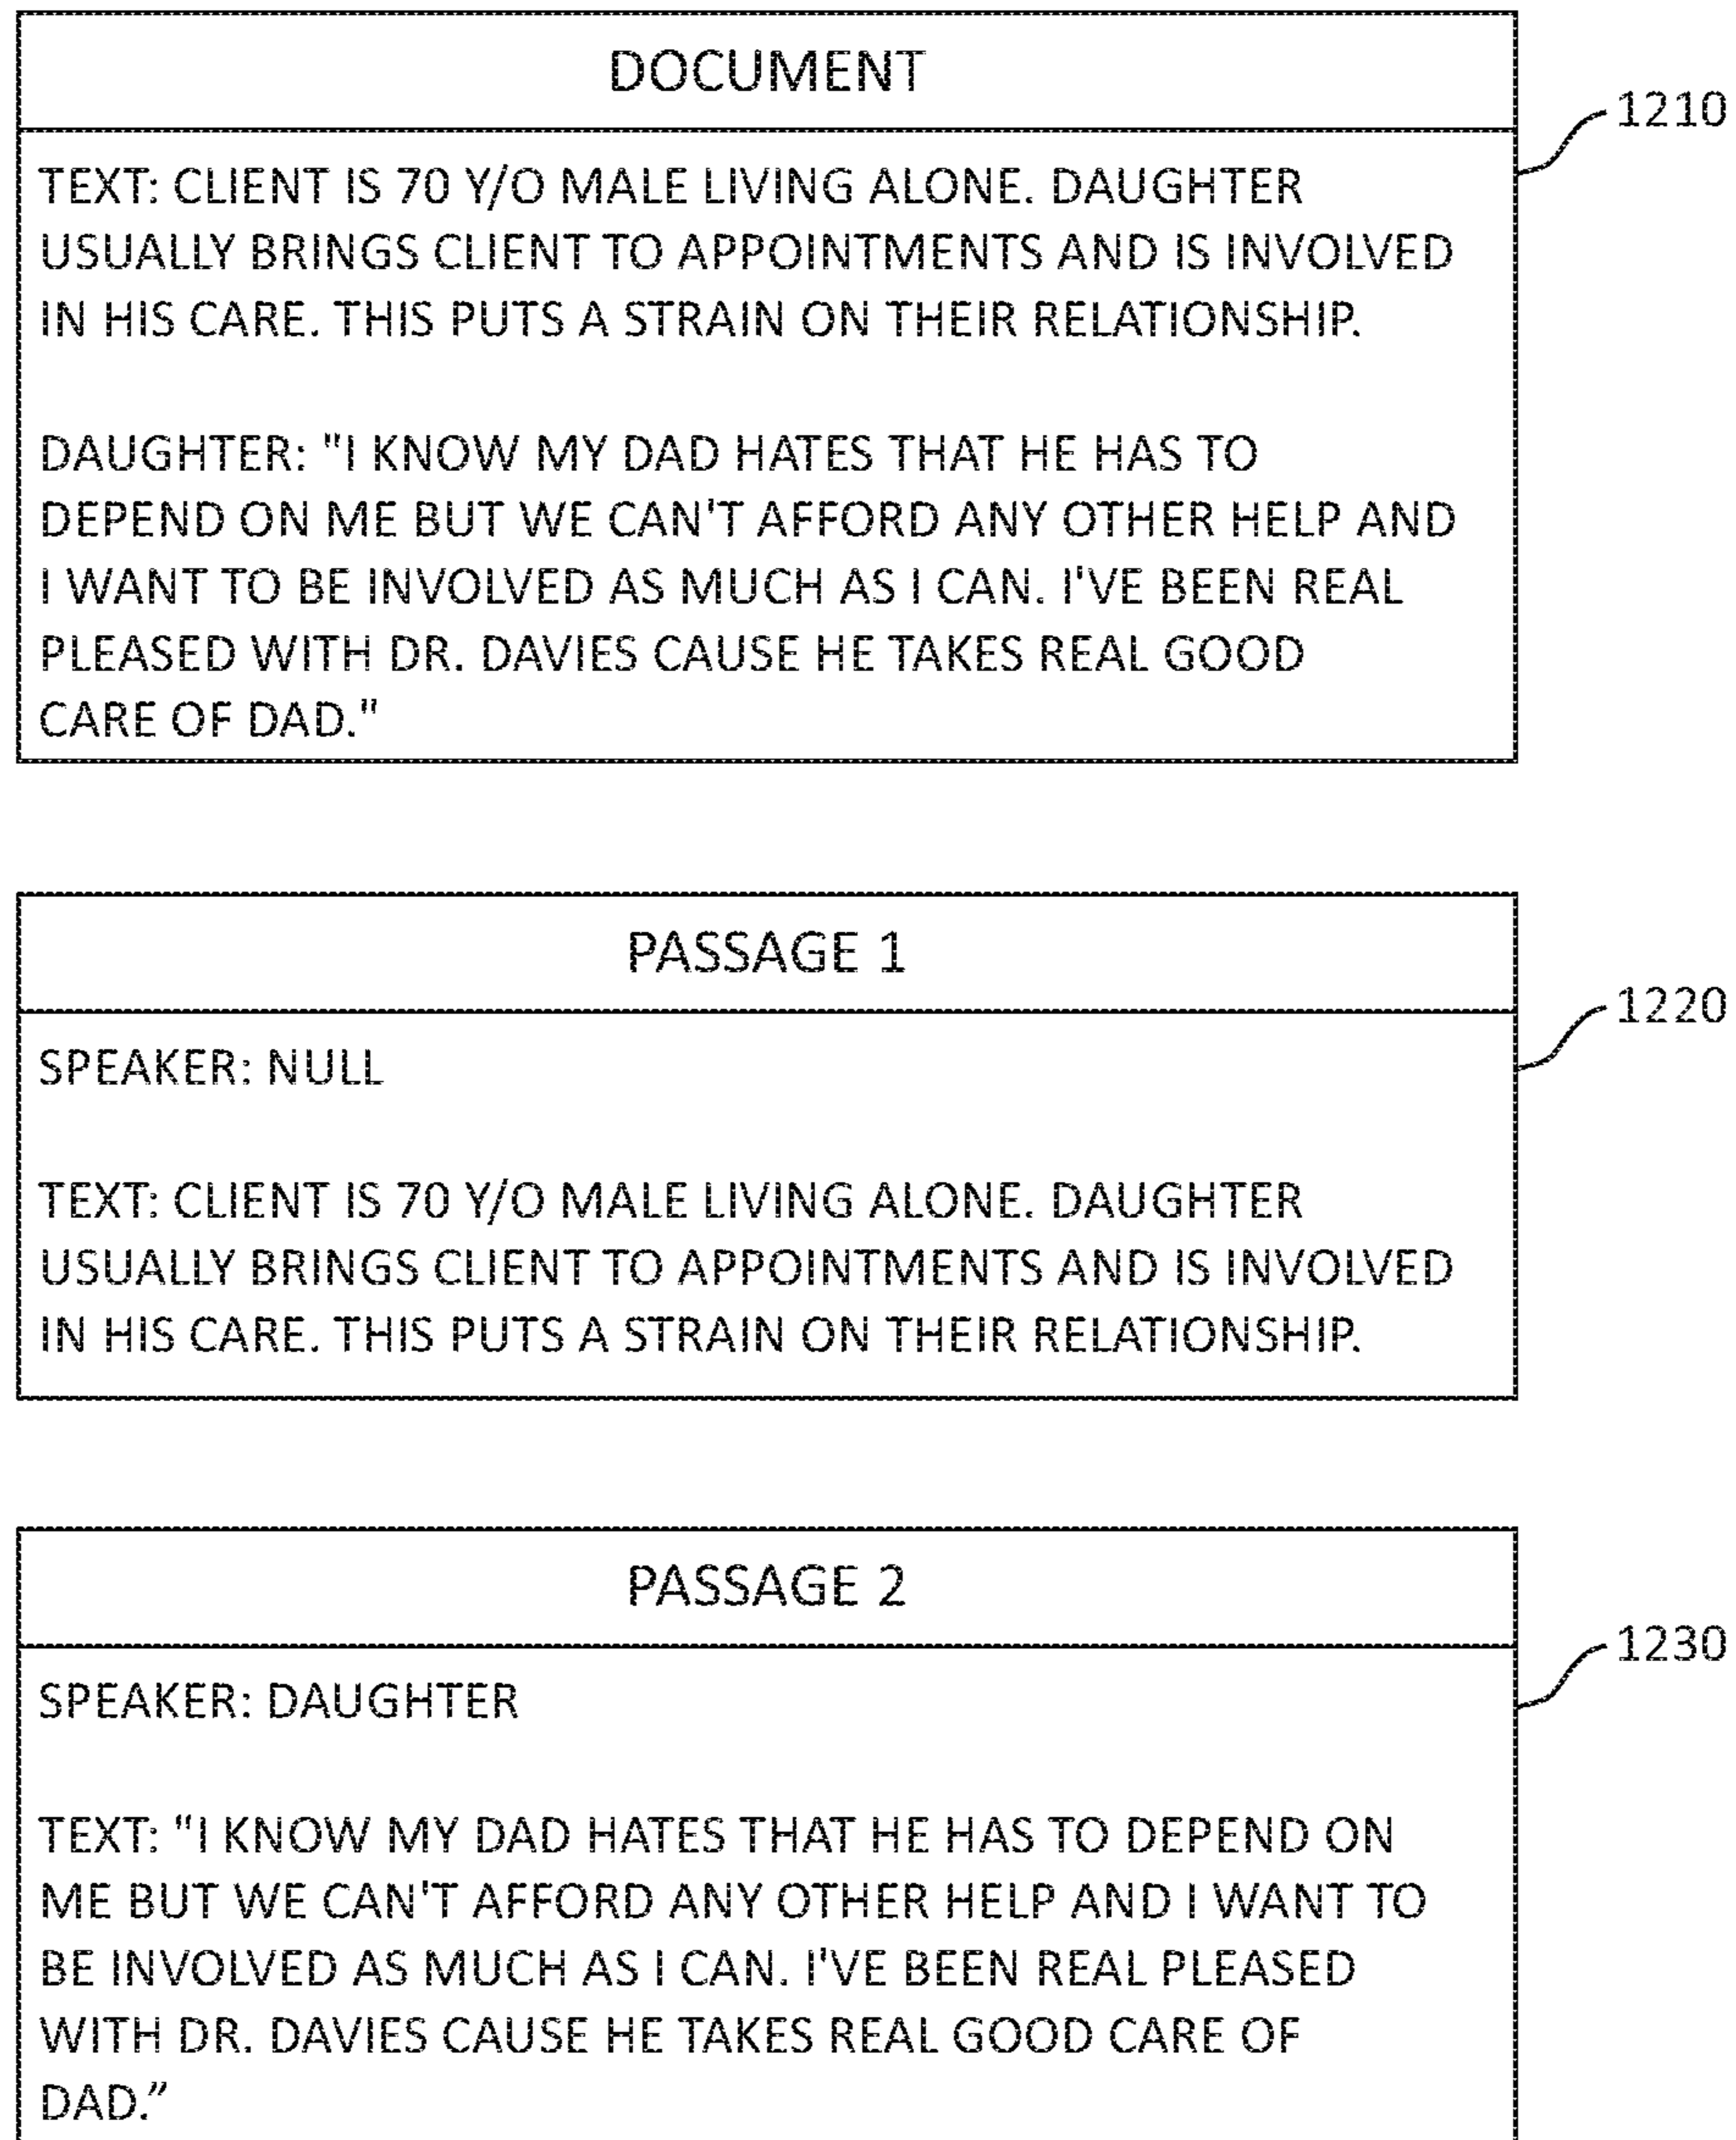 DOCUMENT
1210
TEXT: CLIENT IS 70 Y/O MALE LIVING ALONE. DAUGHTER
USUALLY BRINGS CLIENT TO APPOINTMENTS AND IS INVOLVED
IN HIS CARE. THIS PUTS A STRAIN ON THEIR RELATIONSHIP.
DAUGHTER: "I KNOW MY DAD HATES THAT HE HAS TO
DEPEND ON ME BUT WE CAN'T AFFORD ANY OTHER HELP AND
I WANT TO BE INVOLVED AS MUCH AS I CAN. I'VE BEEN REAL
PLEASED WITH DR. DAVIES CAUSE HE TAKES REAL GOOD
CARE OF DAD."
PASSAGE 1
1220
SPEAKER: NULL
TEXT: CLIENT IS 70 Y/O MALE LIVING ALONE. DAUGHTER
USUALLY BRINGS CLIENT TO APPOINTMENTS AND IS INVOLVED
IN HIS CARE. THIS PUTS A STRAIN ON THEIR RELATIONSHIP.
PASSAGE 2
1230
SPEAKER: DAUGHTER
TEXT: "I KNOW MY DAD HATES THAT HE HAS TO DEPEND ON
ME BUT WE CAN'T AFFORD ANY OTHER HELP AND I WANT TO
BE INVOLVED AS MUCH AS I CAN. I'VE BEEN REAL PLEASED
WITH DR. DAVIES CAUSE HE TAKES REAL GOOD CARE OF
DAD.”